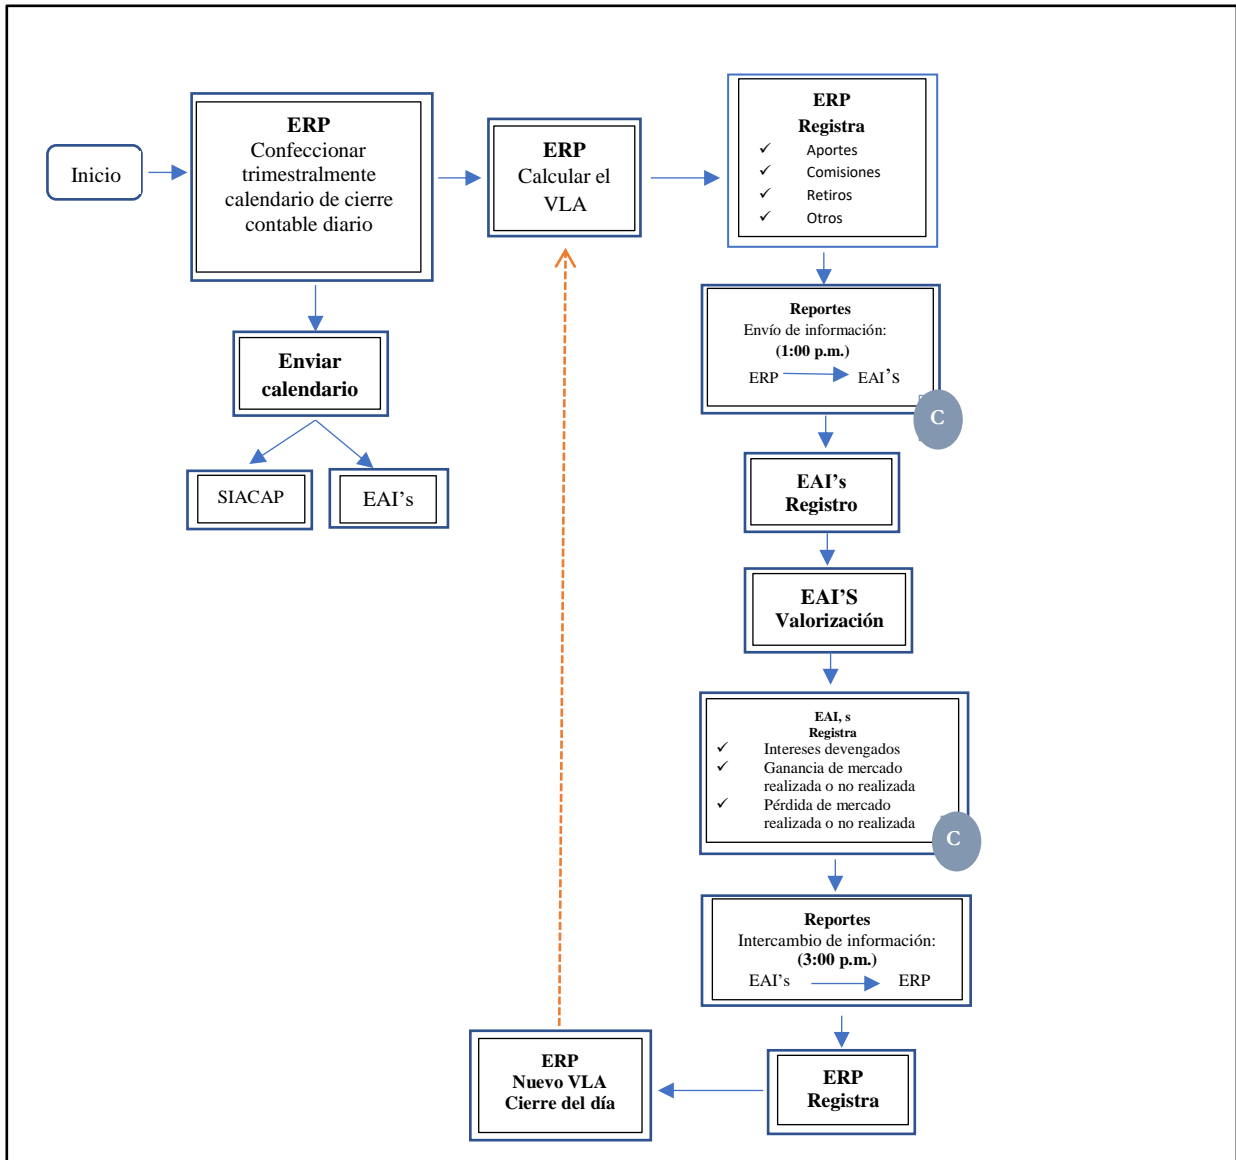 Inicio
ERP
Confeccionar
trimestralmente
calendario de cierre
contable diario
Enviar
calendario
SIACAP
EAI's
ERP
Calcular el
VLA
ERP
Registra
✓ Aportes
✓ Comisiones
✓ Retiros
✓ Otros
Reportes
Envío de información:
(1:00 p.m.)
ERP EAI'S
C
EAI's
Registro
EAI'S
Valorización
EAI, s
Registra
✓ Intereses devengados
✓ Ganancia de mercado
realizada o no realizada
✓ Pérdida de mercado
realizada o no realizada
C
Reportes
Intercambio de información:
(3:00 p.m.)
EAI's ERP
ERP
Registra
ERP
Nuevo VLA
Cierre del día